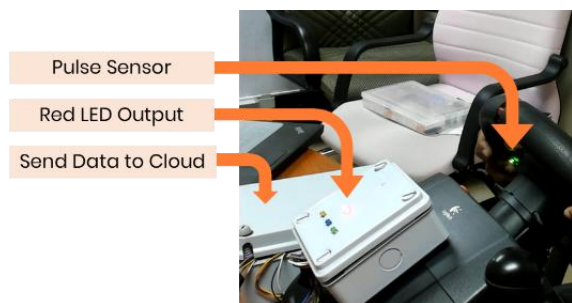 Pulse Sensor
Red LED Output
Send Data to Cloud